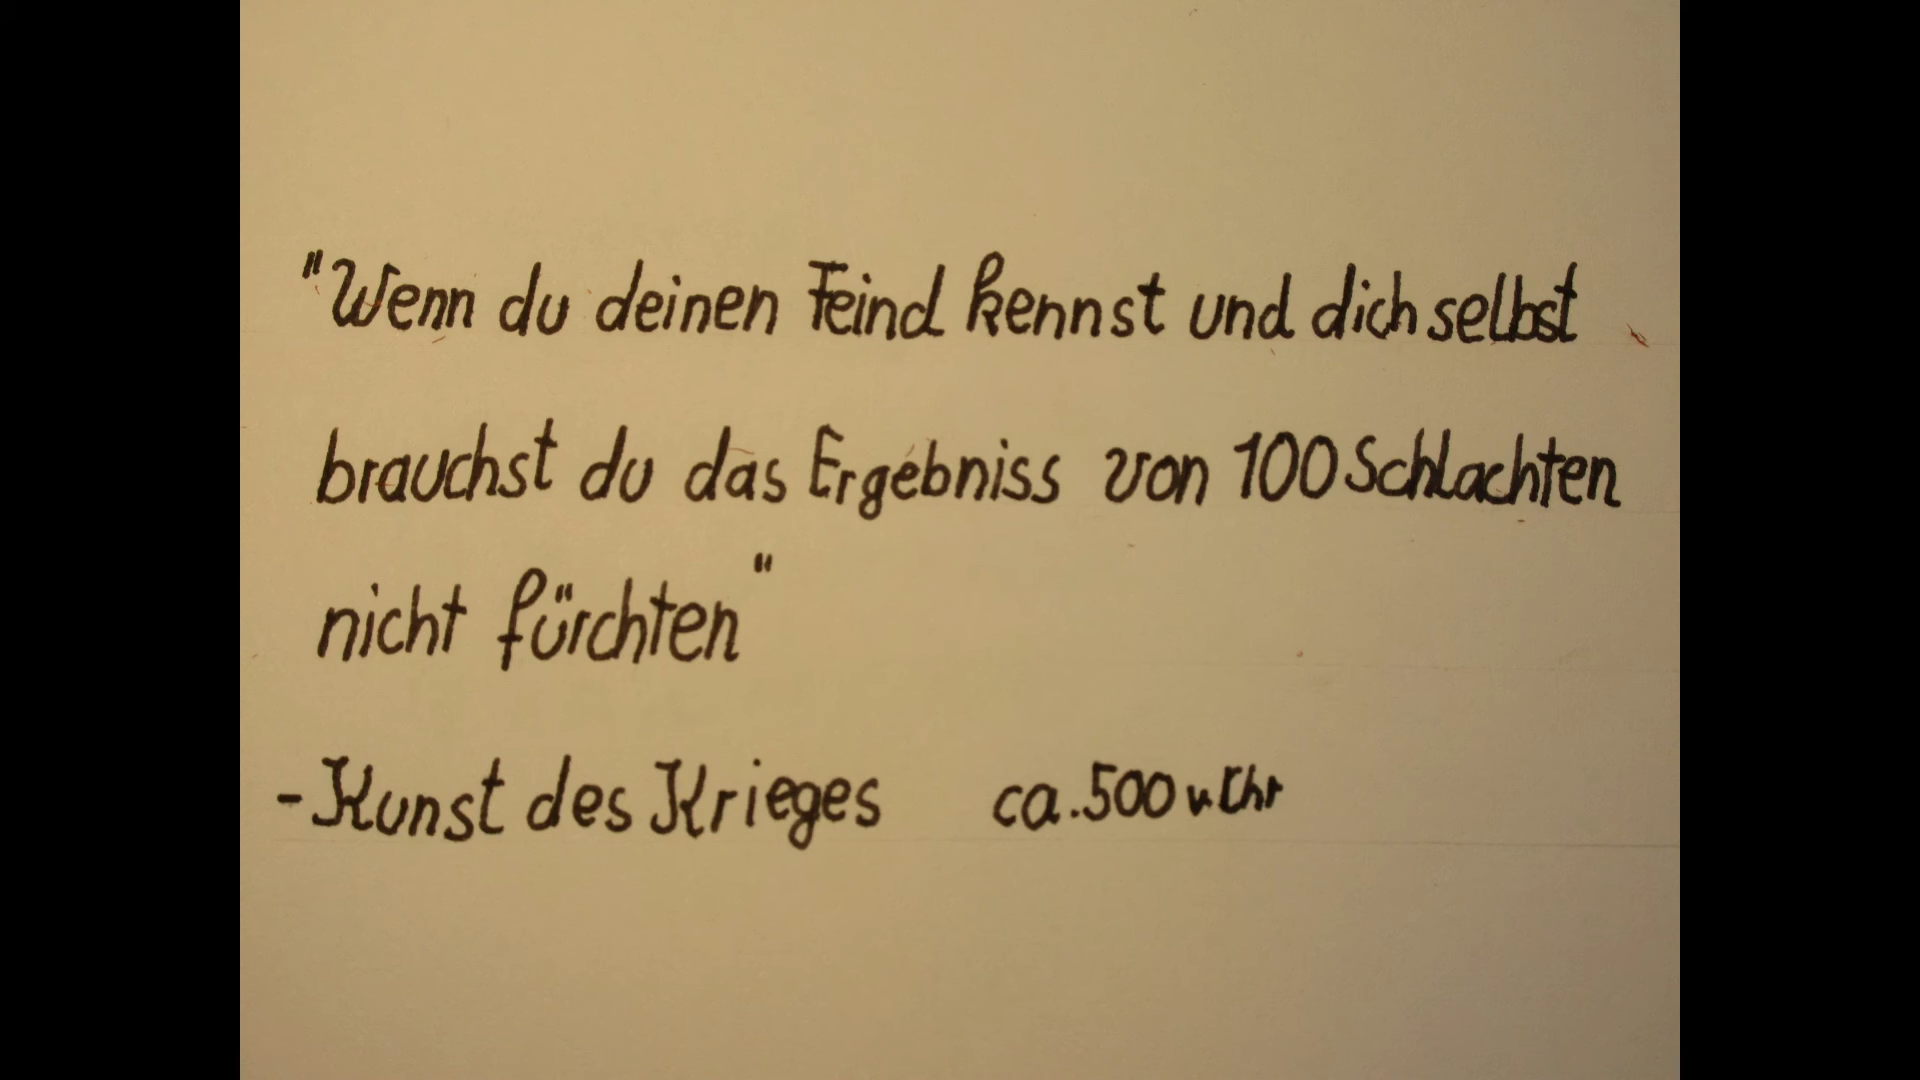 "Wenn du deinen Feind kennst und dich selbst
brauchst du das Ergebniss von 100 Schlachten
nicht fürchten"
- Kunst des Krieges ca. 500 v. Chr